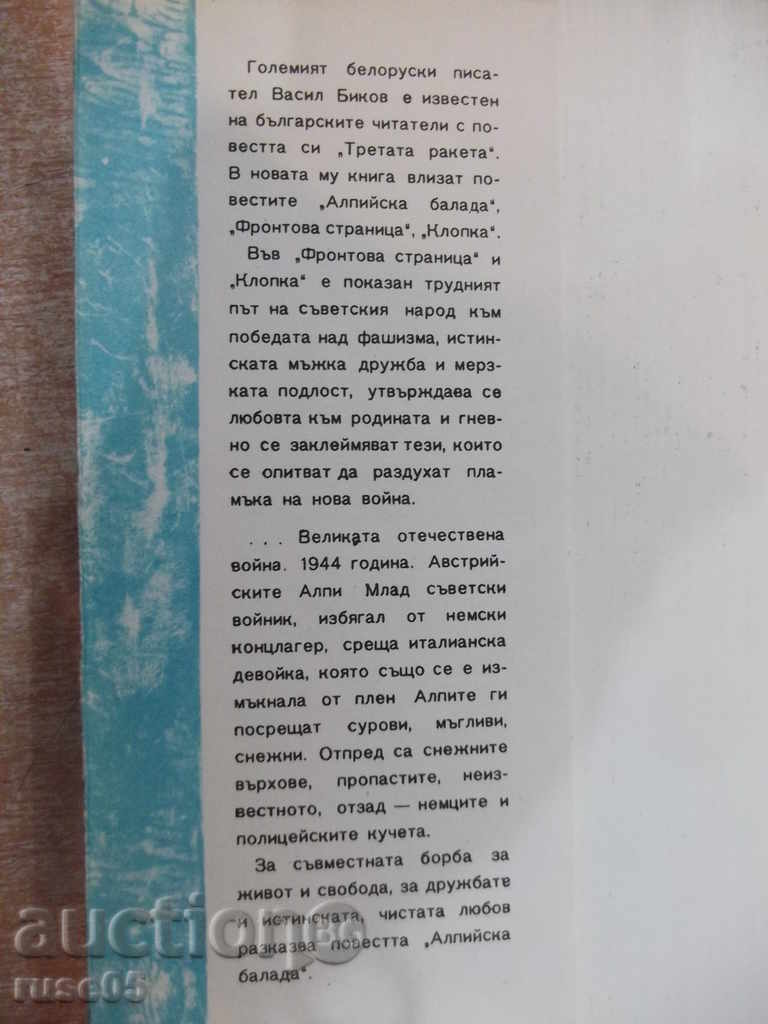 Големият белоруски писа-
тел Васил Биков е известен
на българските читатели с по-
вестта си „Третата ракета“.
В новата му книга влизат по-
вестите „Алпийска балада“,
„Фронтова страница“, „Клопка“.
Във „Фронтова страница“ и
„Клопка“ е показан трудният
път на съветския народ към
победата над фашизма, истин-
ската мъжка дружба и мерз-
ката подлост, утвърждава се
любовта към родината и гнев-
но се заклеймяват тези, които
се опитват да раздухат пла-
мъка на нова война.
... Великата отечествена
война. 1944 година. Австрий-
ските Алпи Млад съветски
войник, избягал от немски
концлагер, среща италианска
девойка, която също се е из-
мъкнала от плен Алпите ги
посрещат сурови, мъгливи,
снежни. Отпред са снежните
върхове, пропастите, неиз-
вестното, отзад — немците и
полицейските кучета.
За съвместната борба за
живот и свобода, за дружбате
и истинската, чистата любов
разказва повестта „Алпийска
балада“.
auction BG
ruse05